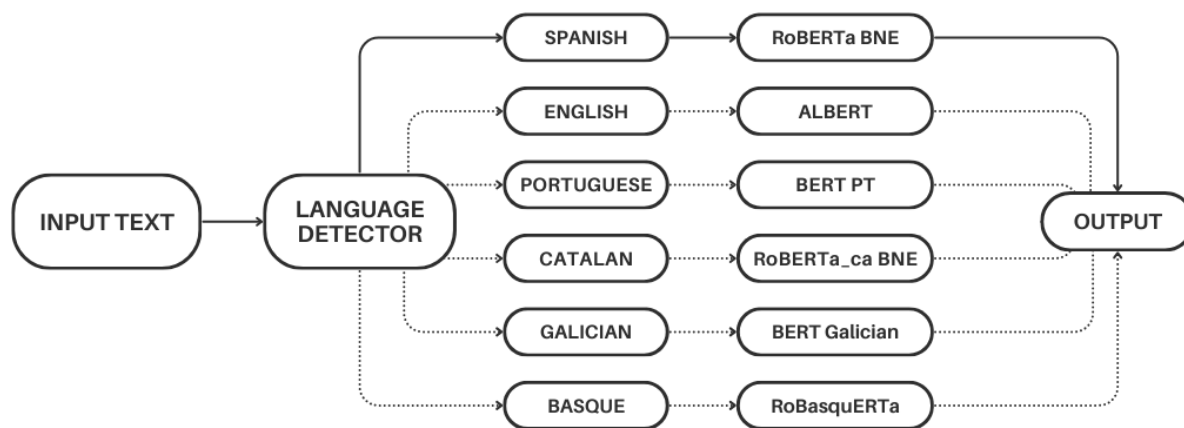 SPANISH
RoBERTa BNE
ENGLISH
ALBERT
PORTUGUESE
BERT PT
INPUT TEXT
LANGUAGE
DETECTOR
OUTPUT
CATALAN
RoBERTa_ca BNE
GALICIAN
BERT Galician
BASQUE
RoBasquERTa